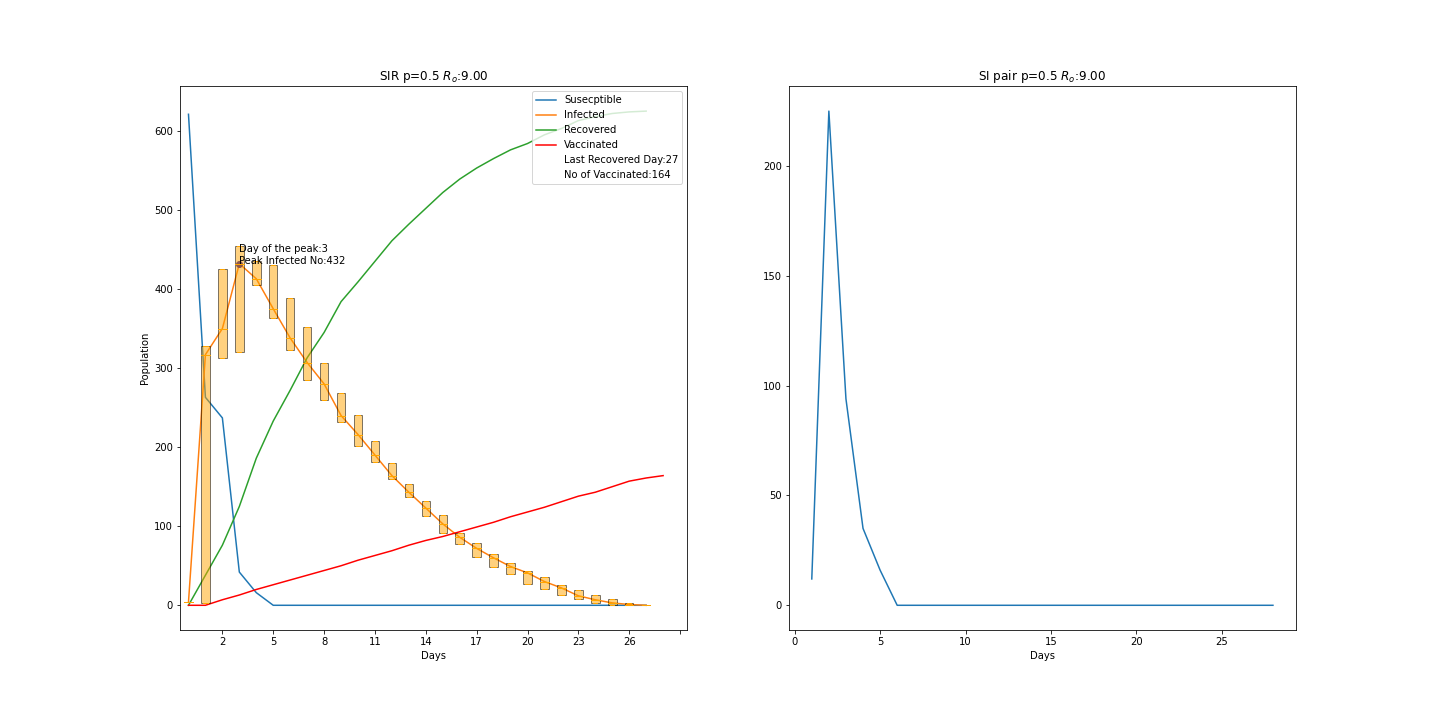 SIR p=0.5 Rₒ:9.00
Susecptible
Infected
Recovered
Vaccinated
Last Recovered Day:27
No of Vaccinated:164
Day of the peak:3
Peak Infected No:432
Population
600
500
400
300
200
100
0
2 5 8 11 14 17 20 23 26
Days
SI pair p=0.5 Rₒ:9.00
200
150
100
50
0
0 5 10 15 20 25
Days